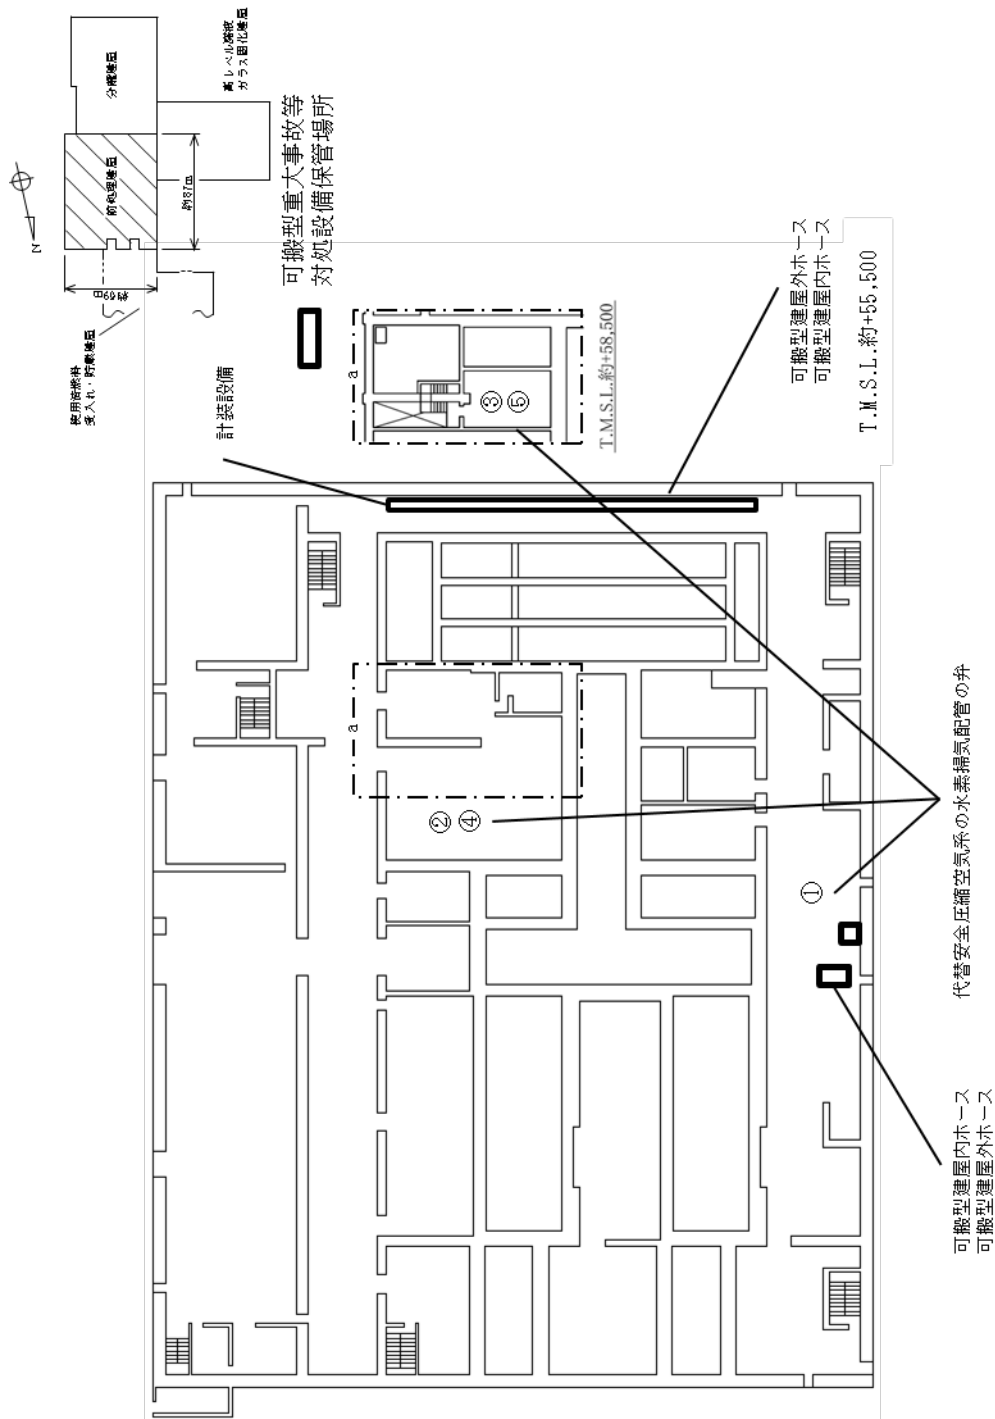 N
使用済燃料
受入れ・貯蔵建屋
前処理建屋
分離建屋
高レベル廃液
ガラス固化建屋
約69m
約87m
可搬型重大事故等
対処設備保管場所
計装設備
a
③
⑤
T.M.S.L.約+58,500
可搬型建屋外ホース
可搬型建屋内ホース
T.M.S.L.約+55,500
a
②
④
①
代替安全圧縮空気系の水素掃気配管の弁
可搬型建屋内ホース
可搬型建屋外ホース